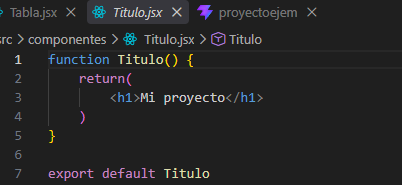 Tabla.jsx Titulo.jsx × proyectoejem ×
src > componentes > Titulo.jsx > Titulo
1 function Titulo() {
2 return(
3 <h1>Mi proyecto</h1>
4 )
5 }
6
7 export default Titulo